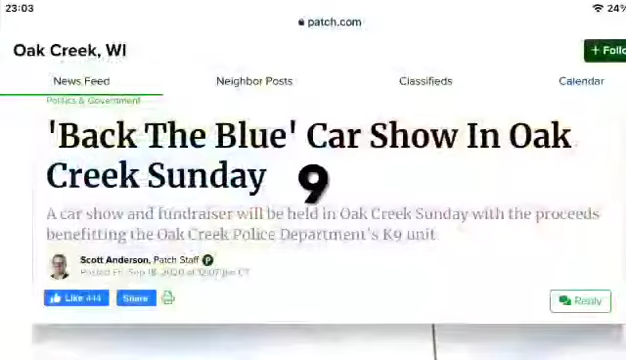 23:03
24%
patch.com
Oak Creek, WI
+ Follo
News Feed
Neighbor Posts
Classifieds
Calendar
Politics & Government
'Back The Blue' Car Show In Oak
Creek Sunday
9
A car show and fundraiser will be held in Oak Creek Sunday with the proceeds
benefitting the Oak Creek Police Department's K9 unit.
Scott Anderson, Patch Staff P
Posted Fri, Sep 18, 2020 at 12:07 pm CT
Like 444
Share
Reply